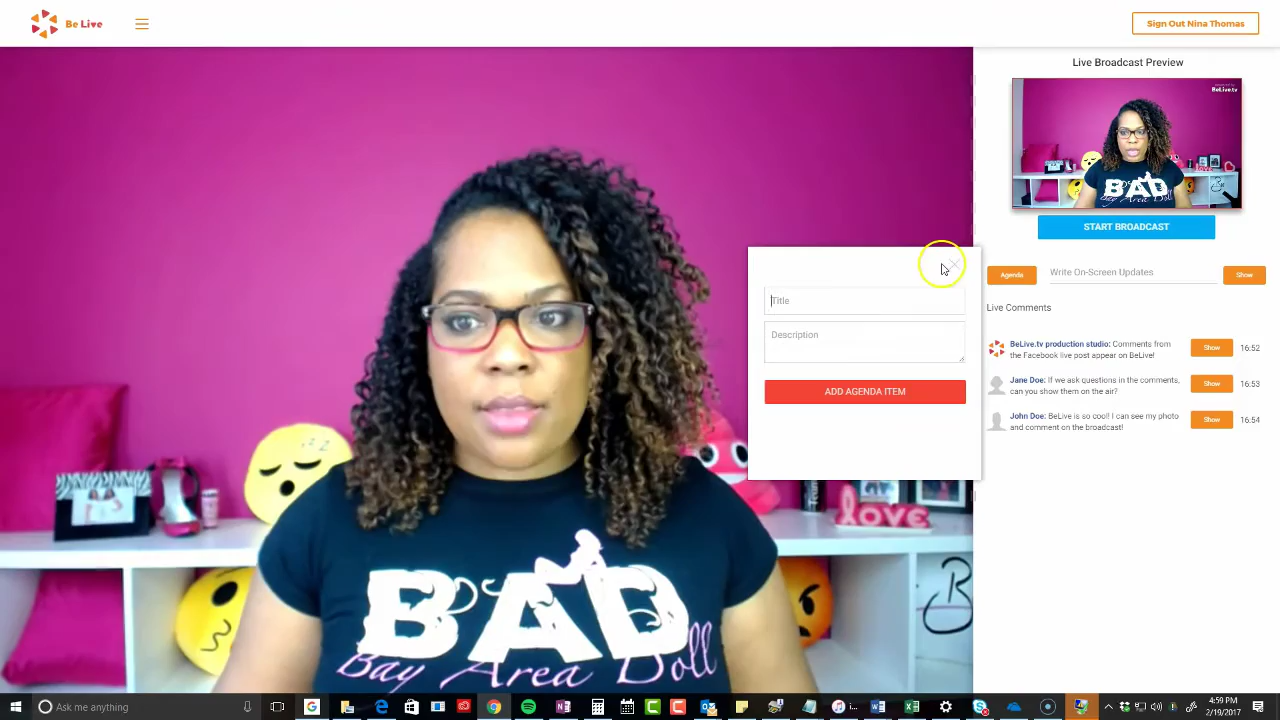 Be Live
Sign Out Nina Thomas
Live Broadcast Preview
BeLive.tv
START BROADCAST
Agenda
Write On-Screen Updates
Show
Live Comments
BeLive.tv production studio: Comments from
the Facebook live post appear on BeLive!
Show
16:52
Jane Doe: If we ask questions in the comments,
can you show them on the air?
Show
16:53
John Doe: BeLive is so cool! I can see my photo
and comment on the broadcast!
Show
16:54
Title
Description
ADD AGENDA ITEM
love
BAD
Bay Area Doll
BAD
Ask me anything
4:59 PM
2/19/2017